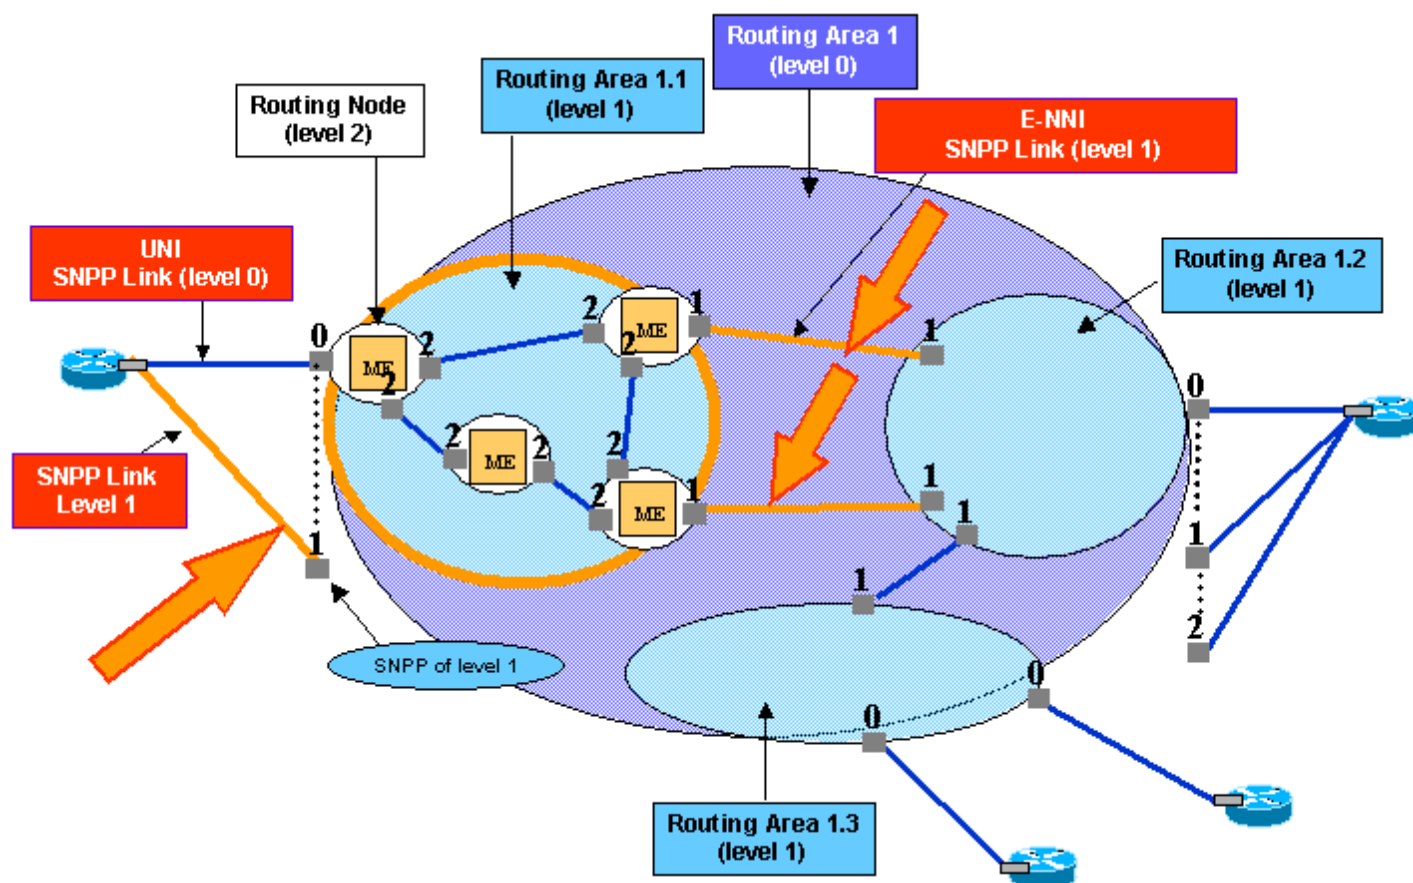 Routing Area 1
(level 0)
Routing Area 1.1
(level 1)
Routing Node
(level 2)
E-NNI
SNPP Link (level 1)
UNI
SNPP Link (level 0)
Routing Area 1.2
(level 1)
ME
ME
ME
ME
0
2
2
2
2
1
1
2
2
2
2
2
1
1
1
1
0
1
2
SNPP Link
Level 1
1
SNPP of level 1
0
0
Routing Area 1.3
(level 1)